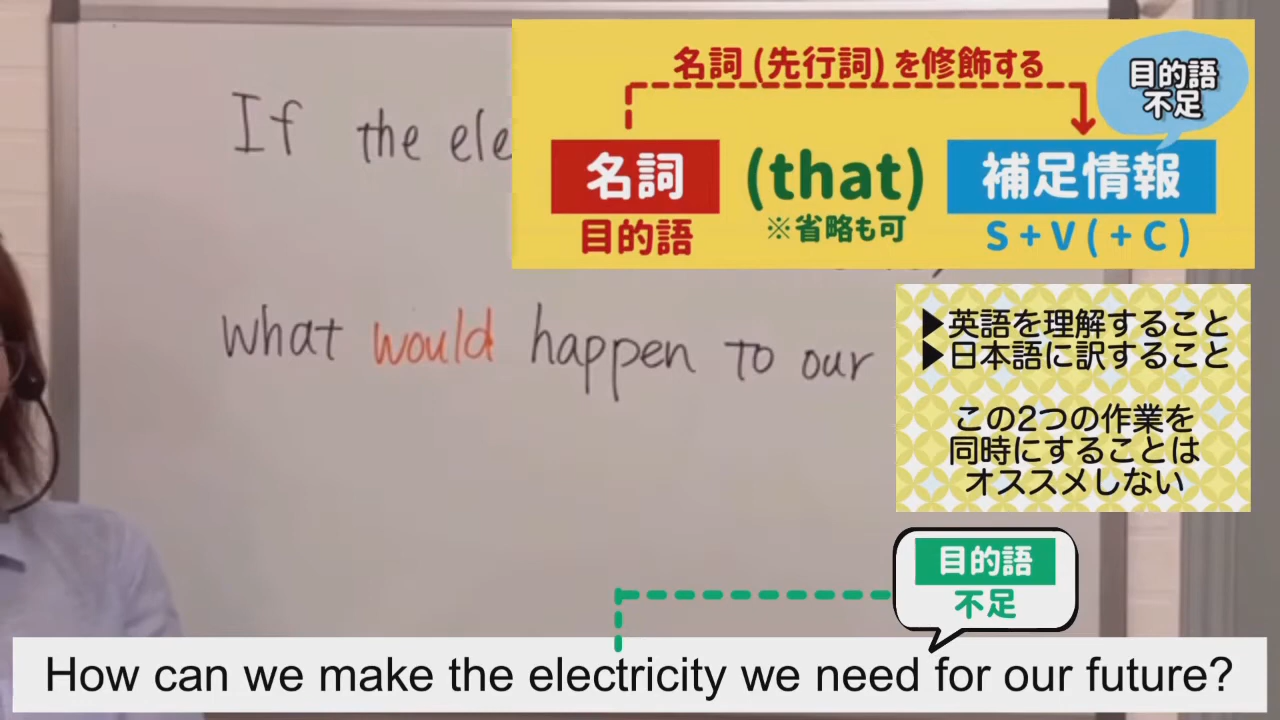 If the ele
what would happen to our
名詞 (先行詞) を修飾する
目的語
不足
名詞 (that) 補足情報
目的語 ※省略も可 S + V ( + C )
▶英語を理解すること
▶日本語に訳すること
この2つの作業を
同時にすることは
オススメしない
目的語
不足
How can we make the electricity we need for our future?